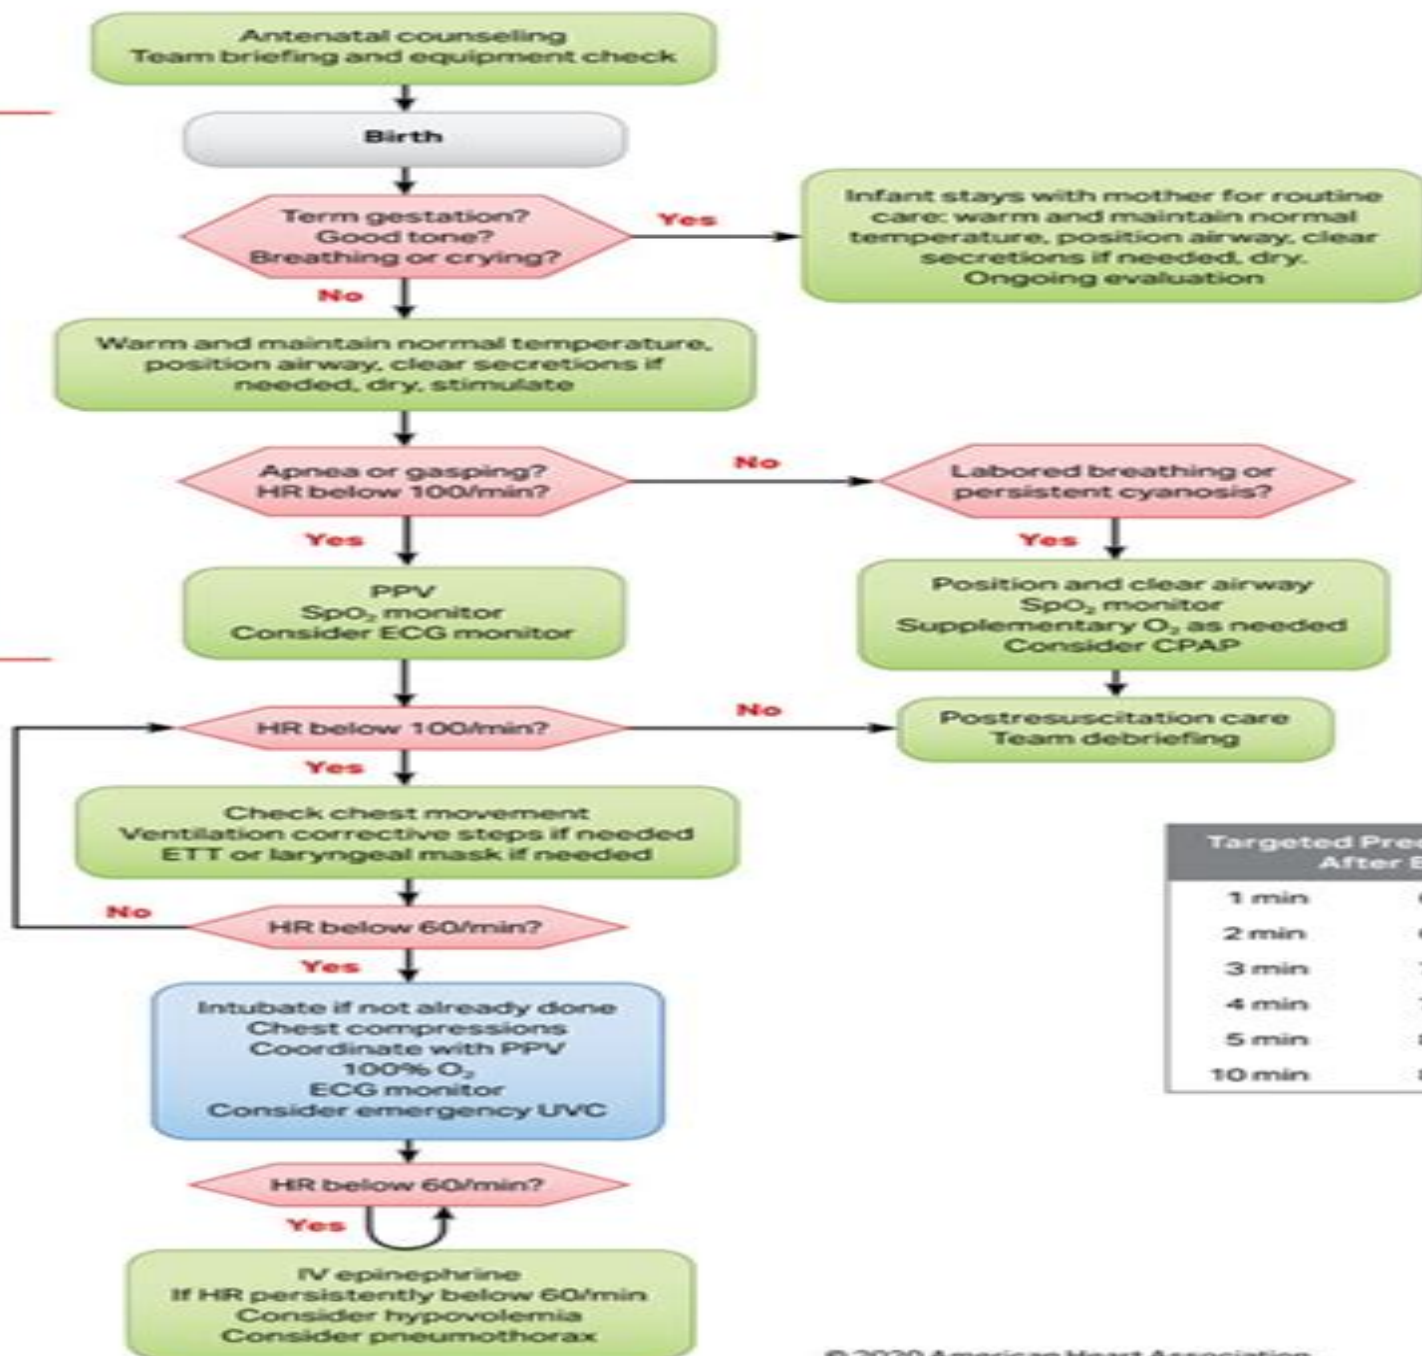 Antenatal counseling
Team briefing and equipment check
Birth
Term gestation?
Good tone?
Breathing or crying?
Yes
Infant stays with mother for routine
care: warm and maintain normal
temperature, position airway, clear
secretions if needed, dry.
Ongoing evaluation
No
Warm and maintain normal temperature,
position airway, clear secretions if
needed, dry, stimulate
Apnea or gasping?
HR below 100/min?
No
Labored breathing or
persistent cyanosis?
Yes
PPV
SpO₂ monitor
Consider ECG monitor
Yes
Position and clear airway
SpO₂ monitor
Supplementary O₂ as needed
Consider CPAP
HR below 100/min?
No
Postresuscitation care
Team debriefing
Yes
Check chest movement
Ventilation corrective steps if needed
ETT or laryngeal mask if needed
HR below 60/min?
No
Yes
Intubate if not already done
Chest compressions
Coordinate with PPV
100% O₂
ECG monitor
Consider emergency UVC
HR below 60/min?
Yes
IV epinephrine
If HR persistently below 60/min
Consider hypovolemia
Consider pneumothorax
Targeted
After
1 min
2 min
3 min
4 min
5 min
10 min
© 2020 American Heart Association